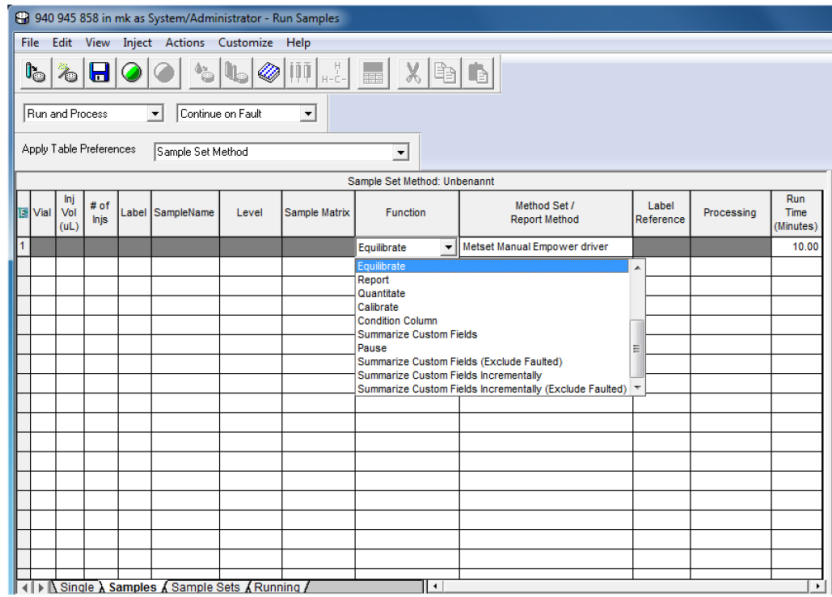 940 945 858 in mk as System/Administrator - Run Samples
File Edit View Inject Actions Customize Help
H
H-C-
Run and Process Continue on Fault
Apply Table Preferences Sample Set Method
Sample Set Method: Unbenannt
Vial Inj Vol (uL) # of Injs Label SampleName Level Sample Matrix Function Method Set / Report Method Label Reference Processing Run Time (Minutes)
1 Equilibrate Metset Manual Empower driver 10.00
Equilibrate
Report
Quantitate
Calibrate
Condition Column
Summarize Custom Fields
Pause
Summarize Custom Fields (Exclude Faulted)
Summarize Custom Fields Incrementally
Summarize Custom Fields Incrementally (Exclude Faulted)
Single Samples Sample Sets Running